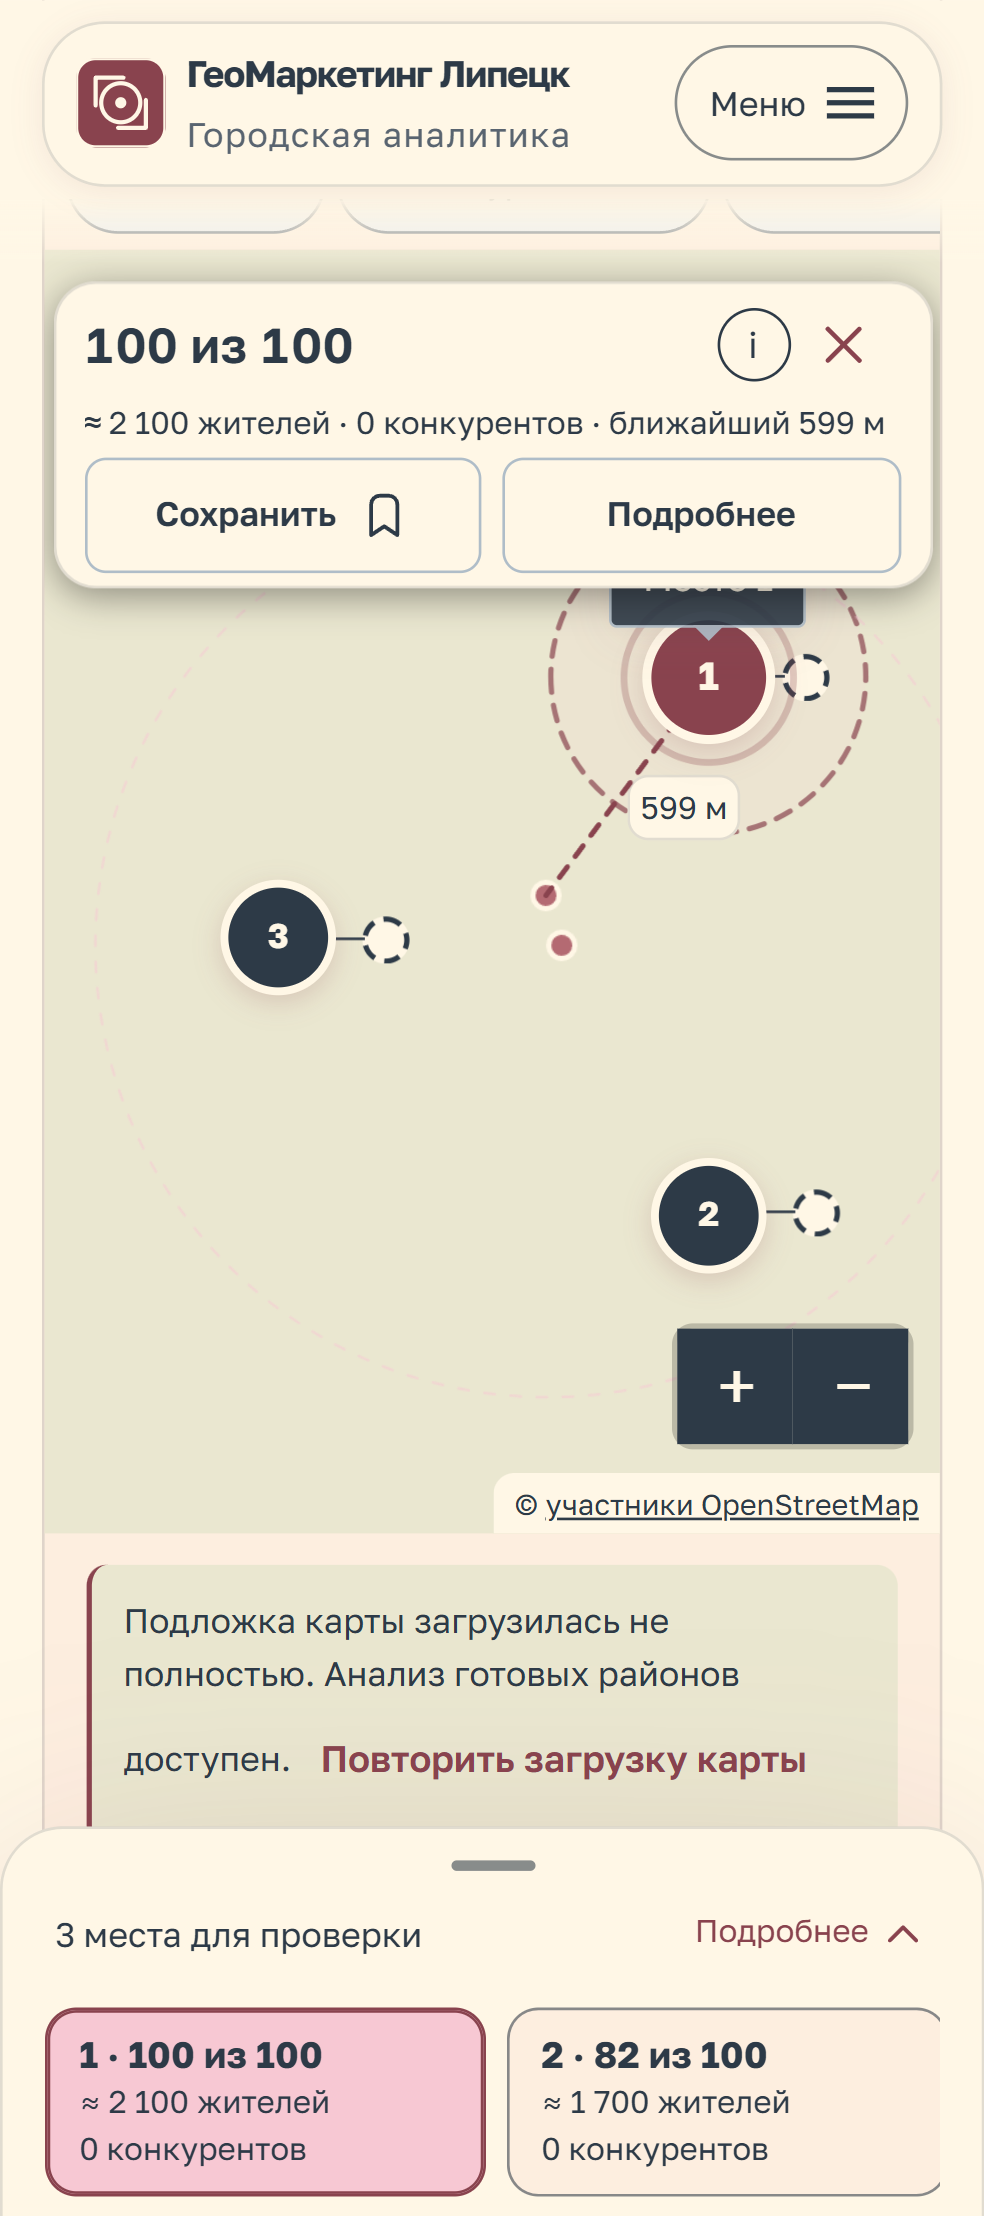 ГеоМаркетинг Липецк
Городская аналитика
Меню
100 из 100
i
≈ 2 100 жителей · 0 конкурентов · ближайший 599 м
Сохранить
Подробнее
1
599 м
3
2
+ −
© участники OpenStreetMap
Подложка карты загрузилась не
полностью. Анализ готовых районов
доступен. Повторить загрузку карты
3 места для проверки
Подробнее
1 · 100 из 100
≈ 2 100 жителей
0 конкурентов
2 · 82 из 100
≈ 1 700 жителей
0 конкурентов